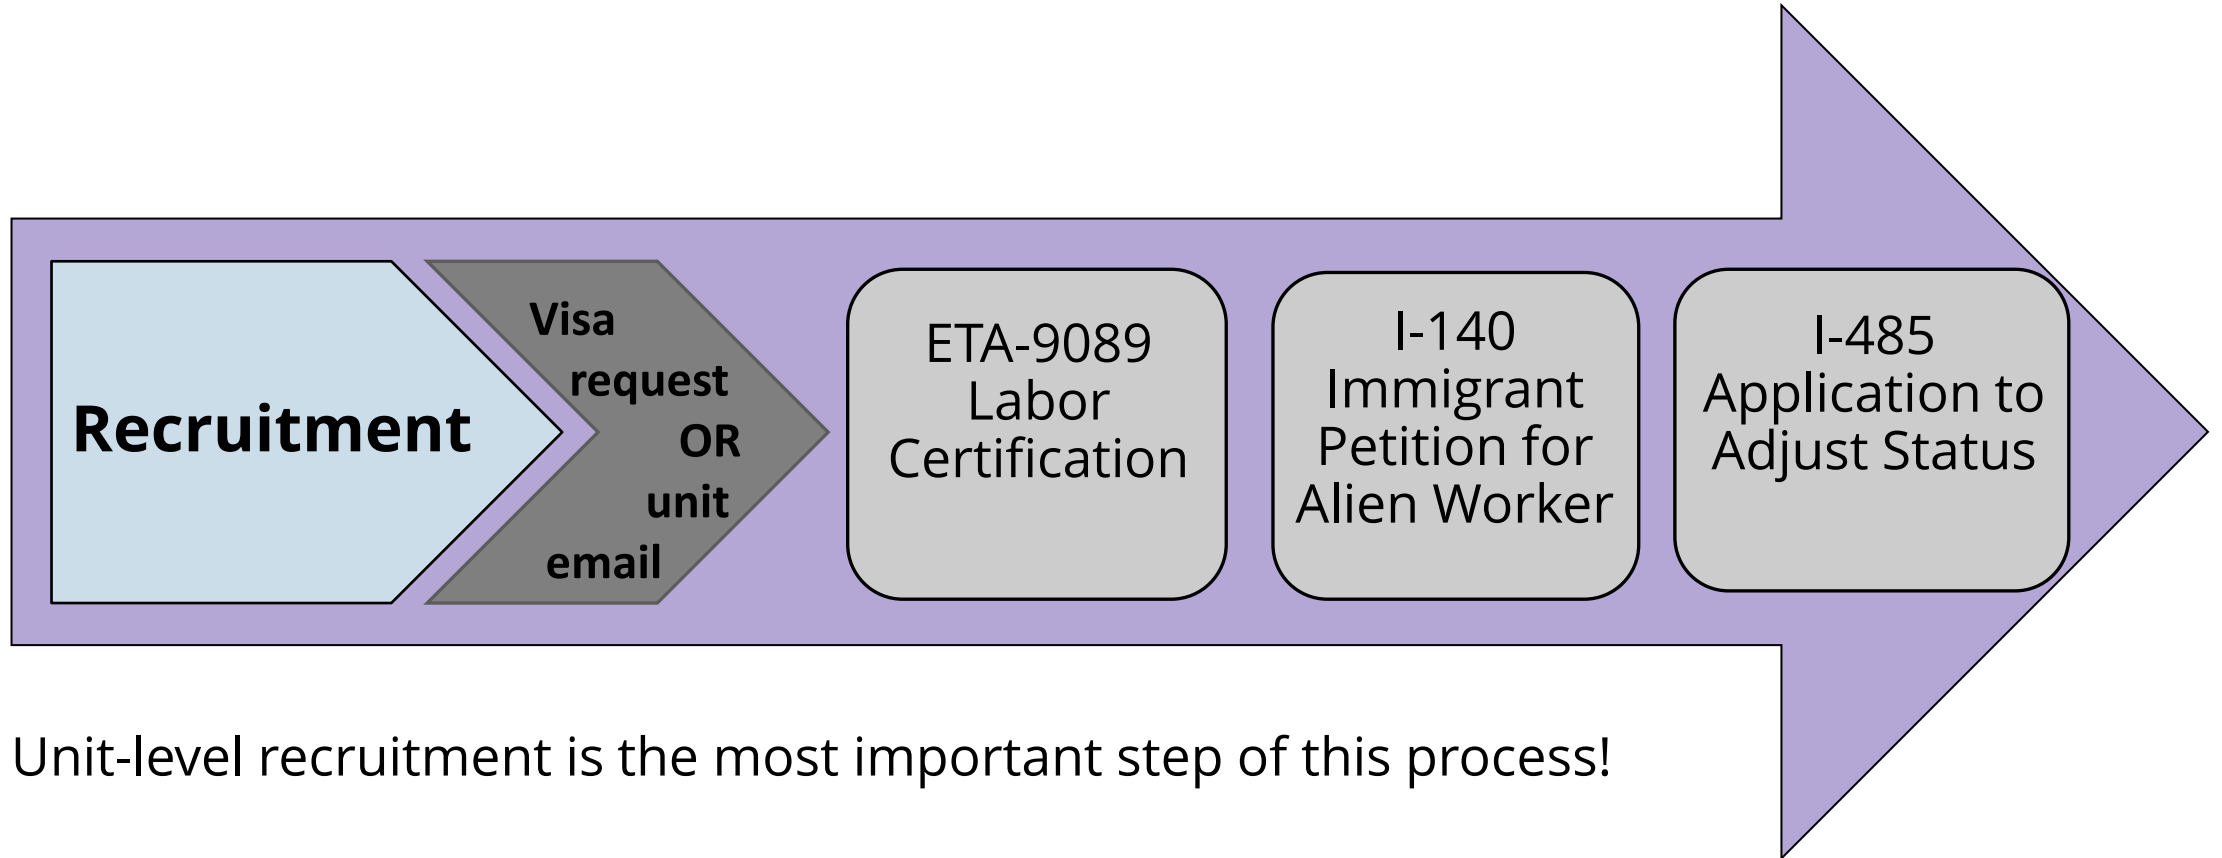 Recruitment
Visa
request
OR
unit
email
ETA-9089
Labor
Certification
I-140
Immigrant
Petition for
Alien Worker
I-485
Application to
Adjust Status
Unit-level recruitment is the most important step of this process!